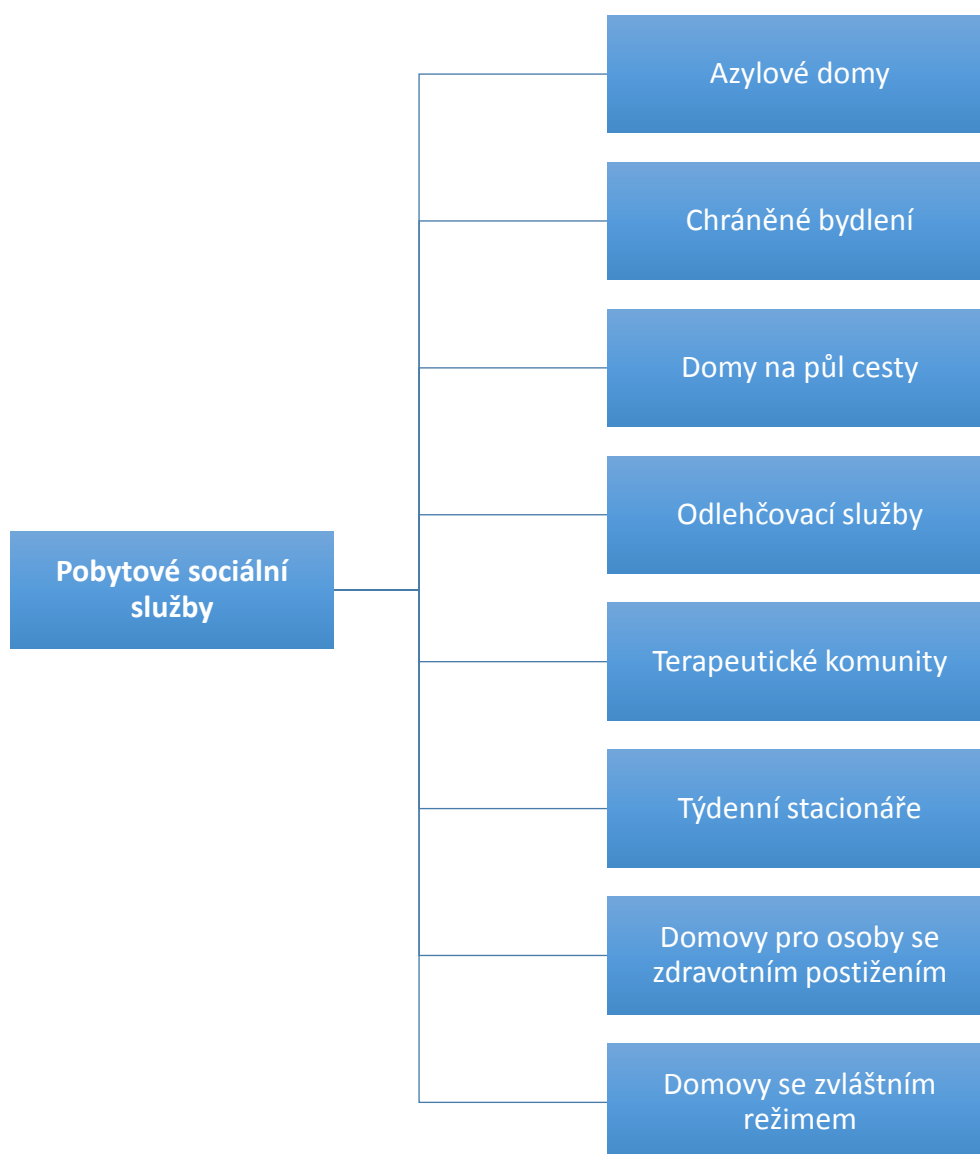 Azylové domy
Chráněné bydlení
Domy na půl cesty
Odlehčovací služby
Pobytové sociální
služby
Terapeutické komunity
Týdenní stacionáře
Domovy pro osoby se
zdravotním postižením
Domovy se zvláštním
režimem